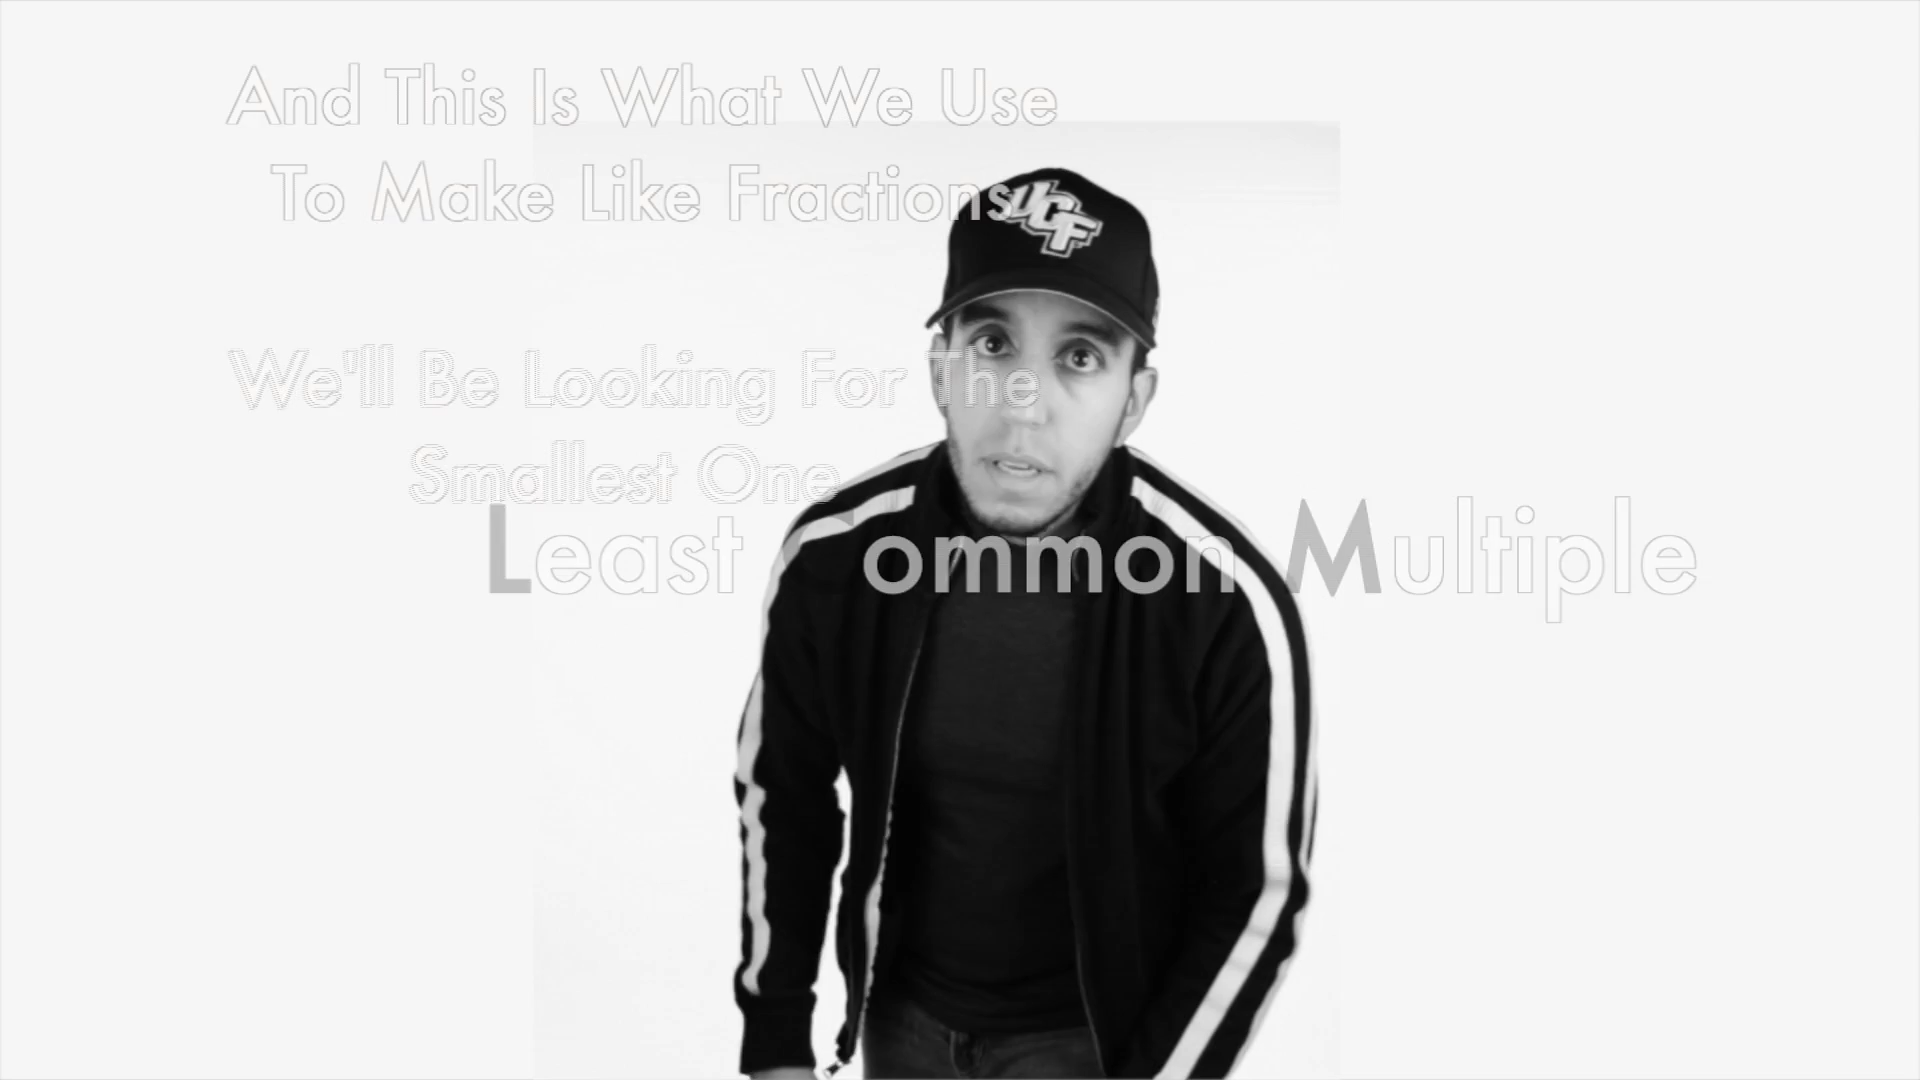 And This Is What We Use
To Make Like Fractions
UCF
We'll Be Looking For The
Smallest One
Least Common Multiple